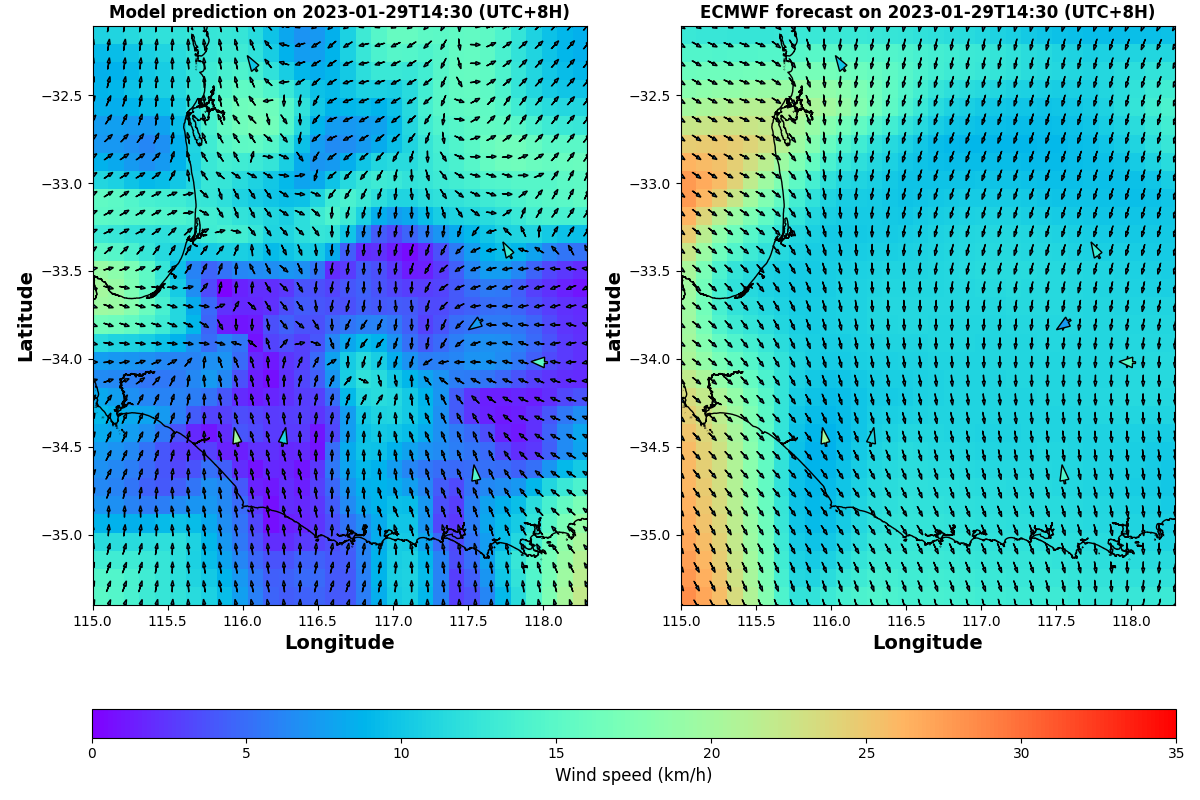 Model prediction on 2023-01-29T14:30 (UTC+8H)
ECMWF forecast on 2023-01-29T14:30 (UTC+8H)
Latitude
−32.5
−33.0
−33.5
−34.0
−34.5
−35.0
115.0 115.5 116.0 116.5 117.0 117.5 118.0
Longitude
Latitude
−32.5
−33.0
−33.5
−34.0
−34.5
−35.0
115.0 115.5 116.0 116.5 117.0 117.5 118.0
Longitude
0 5 10 15 20 25 30 35
Wind speed (km/h)